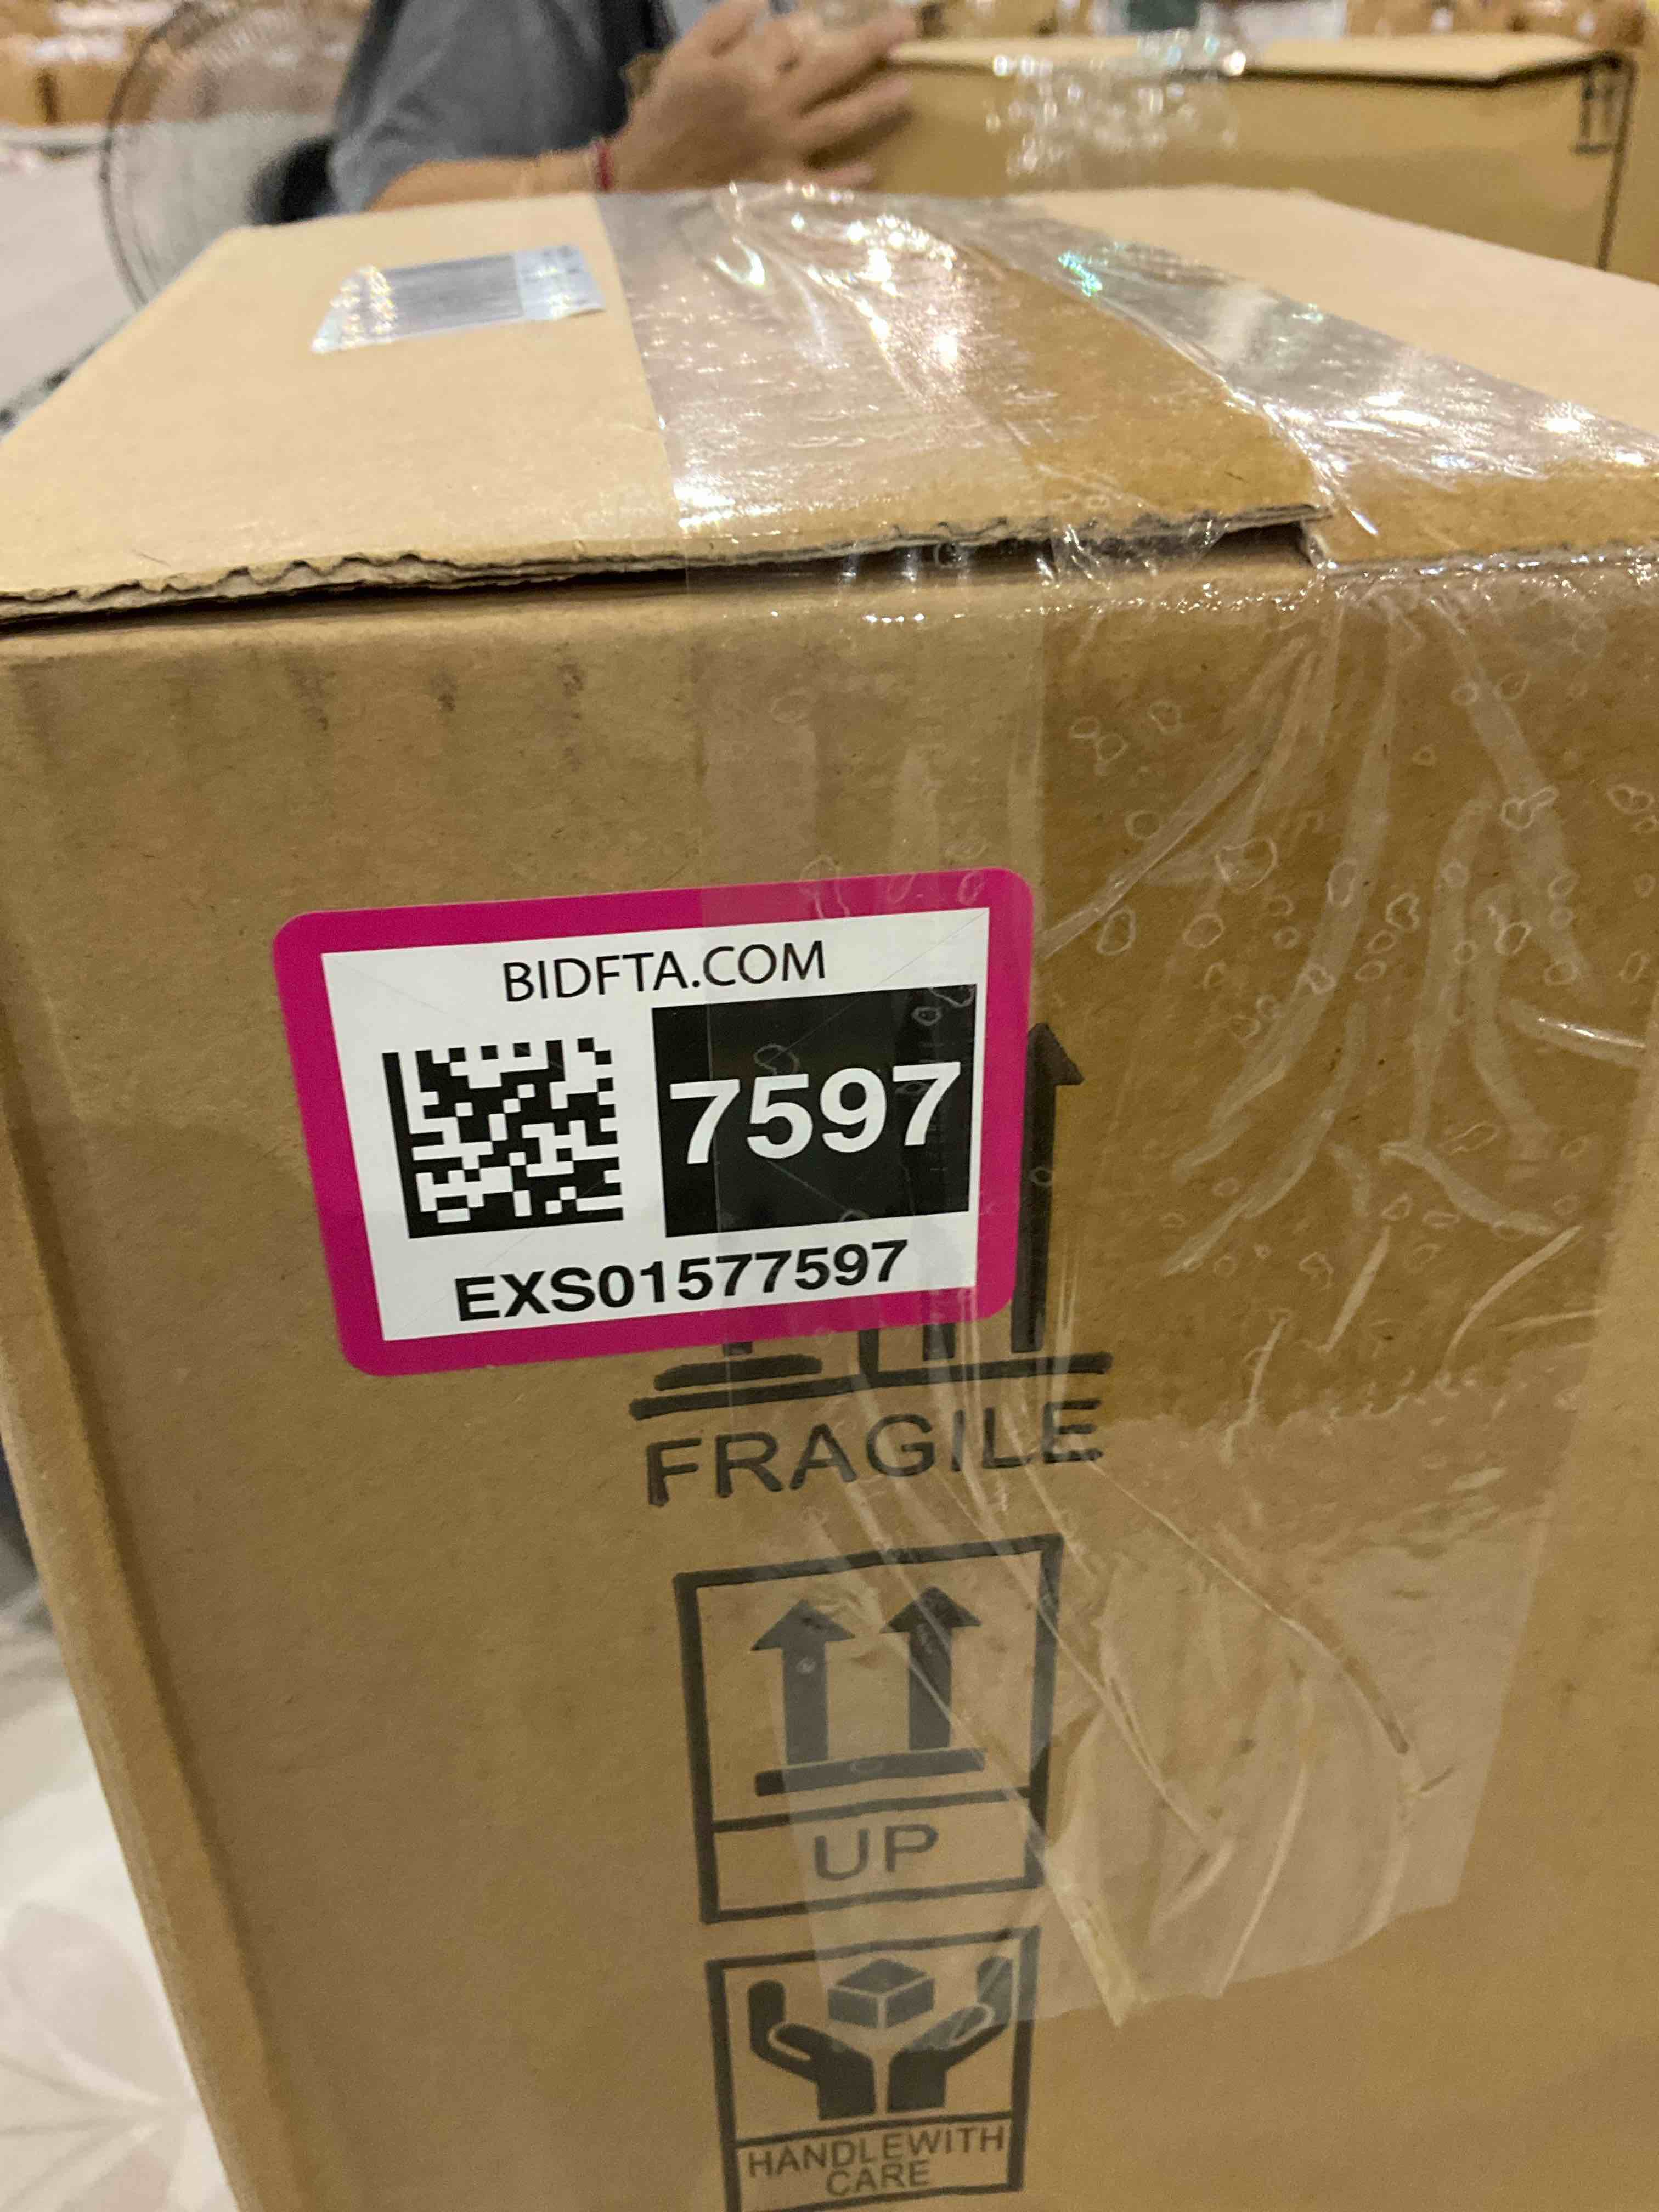 BIDFTA.COM
7597
EXS01577597
FRAGILE
UP
HANDLE WITH
CARE